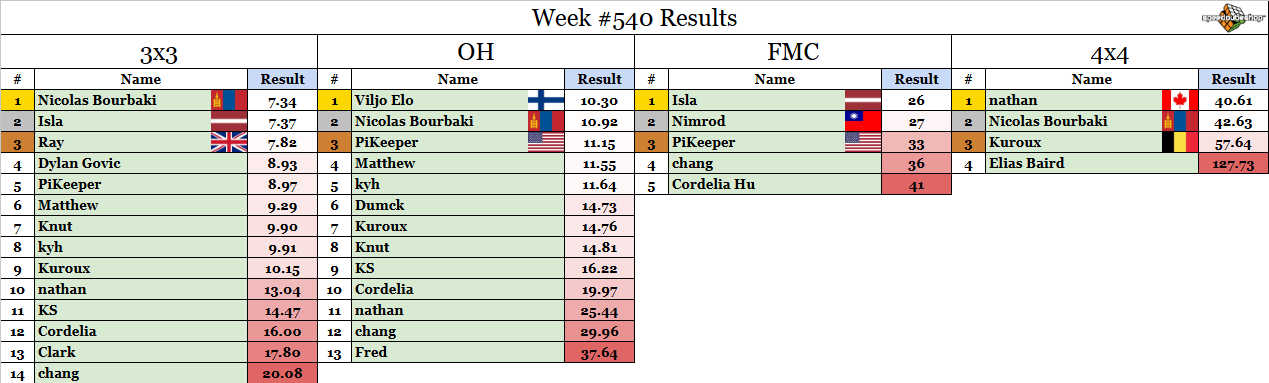 Week #540 Results
speedcubeshop
3x3 OH FMC 4x4
# Name Result # Name Result # Name Result # Name Result
1 Nicolas Bourbaki 7.34 1 Viljo Elo 10.30 1 Isla 26 1 nathan 40.61
2 Isla 7.37 2 Nicolas Bourbaki 10.92 2 Nimrod 27 2 Nicolas Bourbaki 42.63
3 Ray 7.82 3 PiKeeper 11.15 3 PiKeeper 33 3 Kuroux 57.64
4 Dylan Govic 8.93 4 Matthew 11.55 4 chang 36 4 Elias Baird 127.73
5 PiKeeper 8.97 5 kyh 11.64 5 Cordelia Hu 41
6 Matthew 9.29 6 Dumck 14.73
7 Knut 9.90 7 Kuroux 14.76
8 kyh 9.91 8 Knut 14.81
9 Kuroux 10.15 9 KS 16.22
10 nathan 13.04 10 Cordelia 19.97
11 KS 14.47 11 nathan 25.44
12 Cordelia 16.00 12 chang 29.96
13 Clark 17.80 13 Fred 37.64
14 chang 20.08